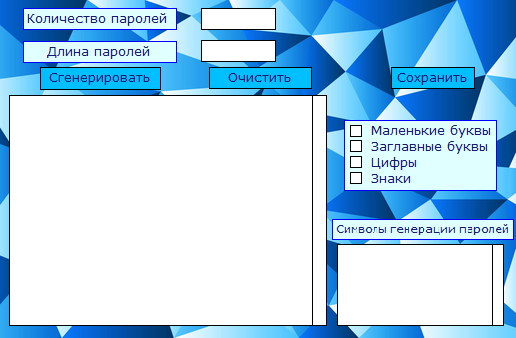 Количество паролей
Длина паролей
Сгенерировать
Очистить
Сохранить
Маленькие буквы
Заглавные буквы
Цифры
Знаки
Символы генерации паролей